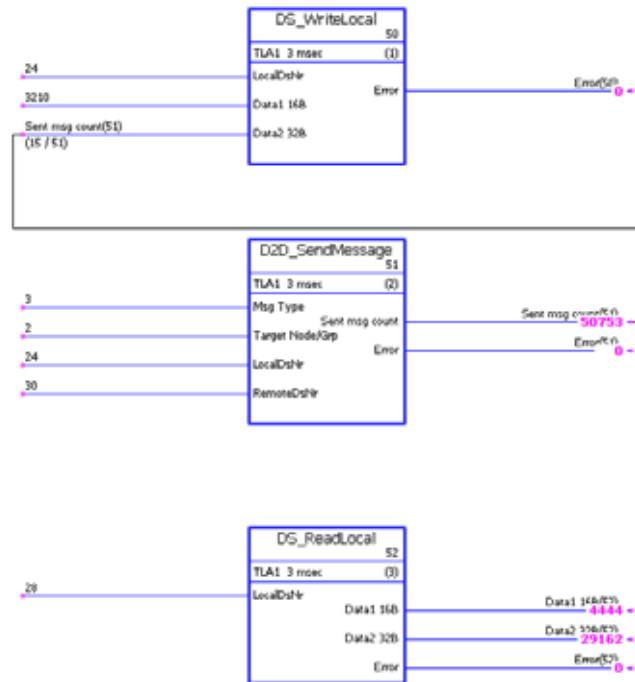 DS_WriteLocal
50
TLA1 3 msec (1)
24
LocalDsNr
3210
Data1 16B
Error
0
Sent msg count(51)
Data2 32B
(15 / 51)
D2D_SendMessage
51
TLA1 3 msec (2)
3
Msg Type
Sent msg count
50753
2
Target Node/Grp
Error
0
24
LocalDsNr
30
RemoteDsNr
DS_ReadLocal
52
TLA1 3 msec (3)
28
LocalDsNr
Data1 16B
4444
Data2 32B
29162
Error
0